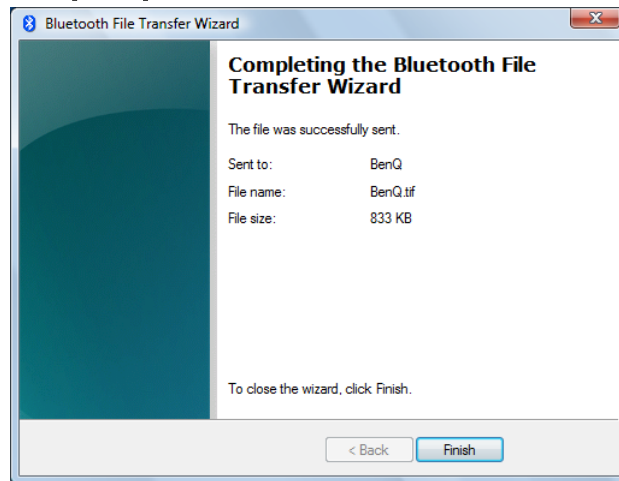 Bluetooth File Transfer Wizard
x
Completing the Bluetooth File
Transfer Wizard
The file was successfully sent.
Sent to: BenQ
File name: BenQ.tif
File size: 833 KB
To close the wizard, click Finish.
< Back Finish